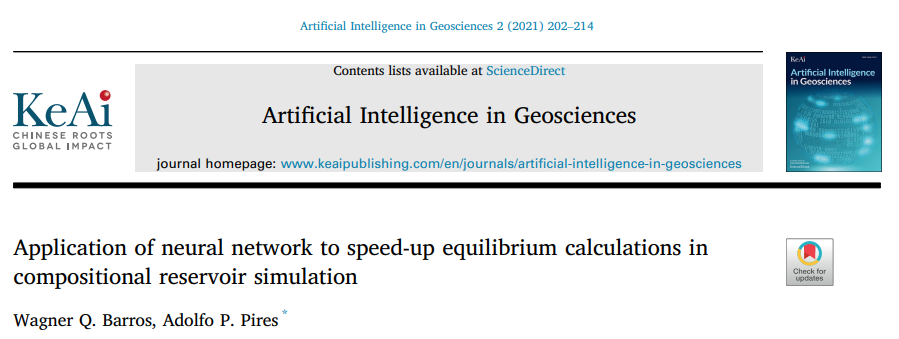 Artificial Intelligence in Geosciences 2 (2021) 202–214
Contents lists available at ScienceDirect
Artificial Intelligence in Geosciences
journal homepage: www.keaipublishing.com/en/journals/artificial-intelligence-in-geosciences
KeAi
CHINESE ROOTS
GLOBAL IMPACT
KeAi
Artificial Intelligence
in Geosciences
Application of neural network to speed-up equilibrium calculations in
compositional reservoir simulation
Check for
updates
Wagner Q. Barros, Adolfo P. Pires *